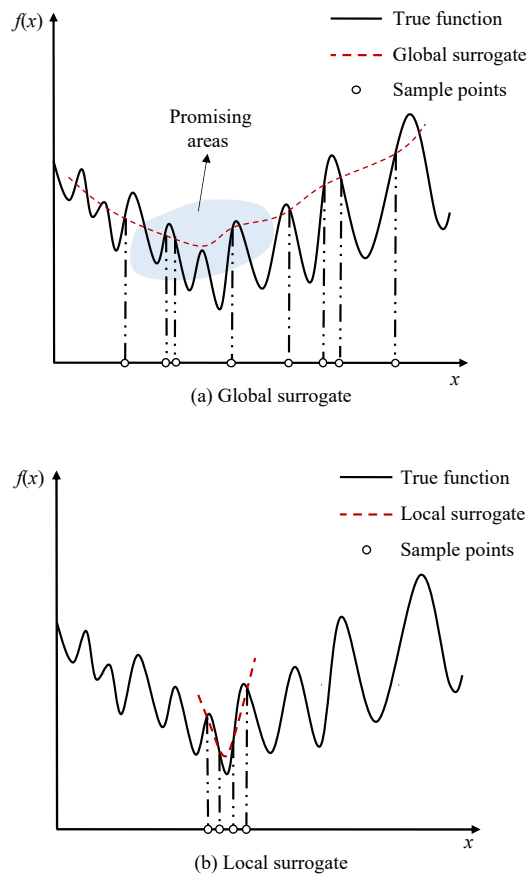 f(x)
True function
Global surrogate
Sample points
Promising
areas
x
(a) Global surrogate
f(x)
True function
Local surrogate
Sample points
x
(b) Local surrogate